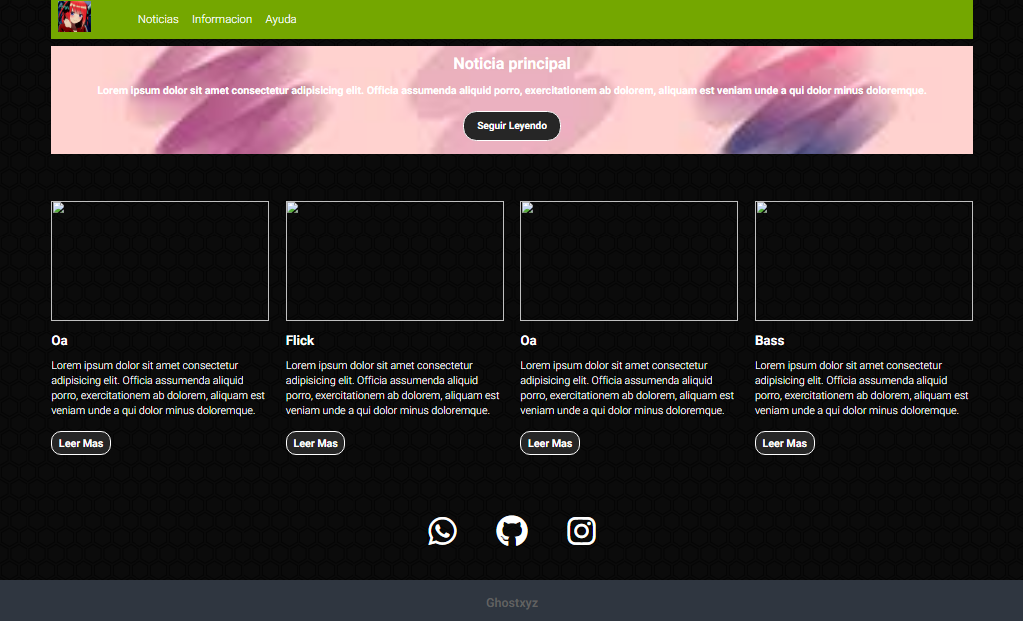 Noticias Informacion Ayuda
Noticia principal
Lorem ipsum dolor sit amet consectetur adipisicing elit. Officia assumenda aliquid porro, exercitationem ab dolorem, aliquam est veniam unde a qui dolor minus doloremque.
Seguir Leyendo
Oa
Lorem ipsum dolor sit amet consectetur
adipisicing elit. Officia assumenda aliquid
porro, exercitationem ab dolorem, aliquam est
veniam unde a qui dolor minus doloremque.
Leer Mas
Flick
Lorem ipsum dolor sit amet consectetur
adipisicing elit. Officia assumenda aliquid
porro, exercitationem ab dolorem, aliquam est
veniam unde a qui dolor minus doloremque.
Leer Mas
Oa
Lorem ipsum dolor sit amet consectetur
adipisicing elit. Officia assumenda aliquid
porro, exercitationem ab dolorem, aliquam est
veniam unde a qui dolor minus doloremque.
Leer Mas
Bass
Lorem ipsum dolor sit amet consectetur
adipisicing elit. Officia assumenda aliquid
porro, exercitationem ab dolorem, aliquam est
veniam unde a qui dolor minus doloremque.
Leer Mas
Ghostxyz